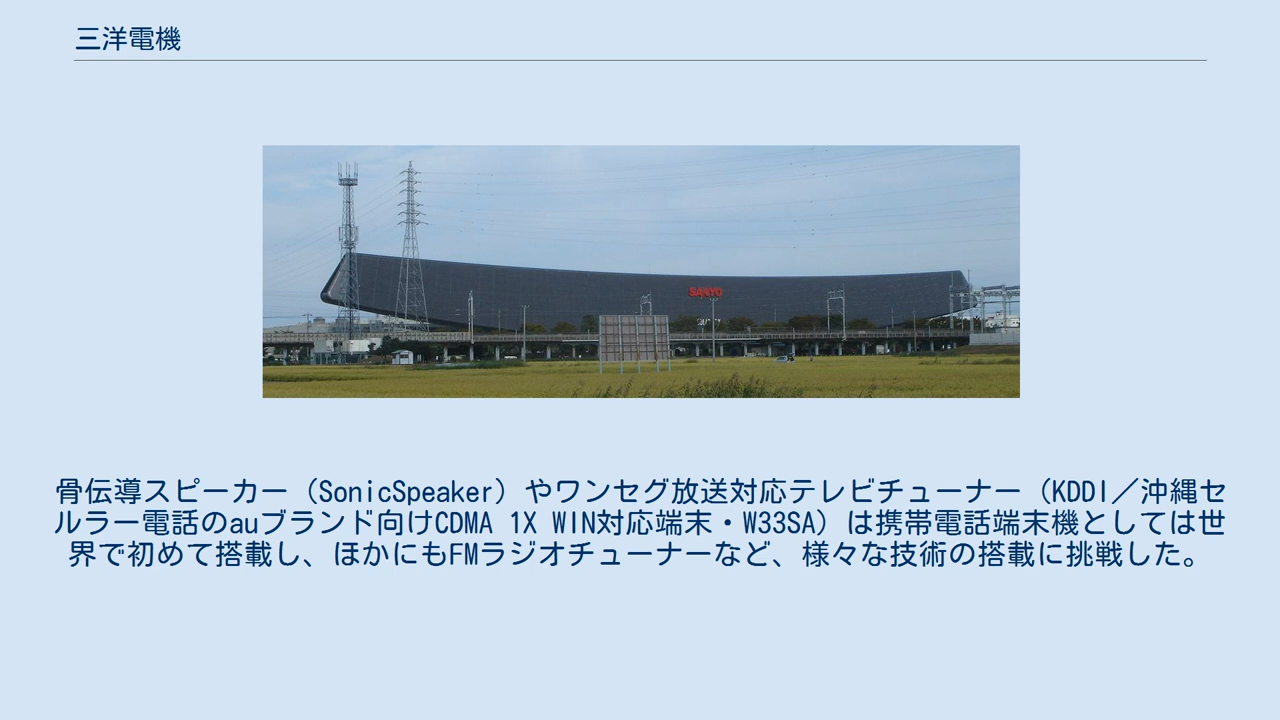 三洋電機
SANYO
骨伝導スピーカー（SonicSpeaker）やワンセグ放送対応テレビチューナー（KDDI／沖縄セ
ルラー電話のauブランド向けCDMA 1X WIN対応端末・W33SA）は携帯電話端末機としては世
界で初めて搭載し、ほかにもFMラジオチューナーなど、様々な技術の搭載に挑戦した。